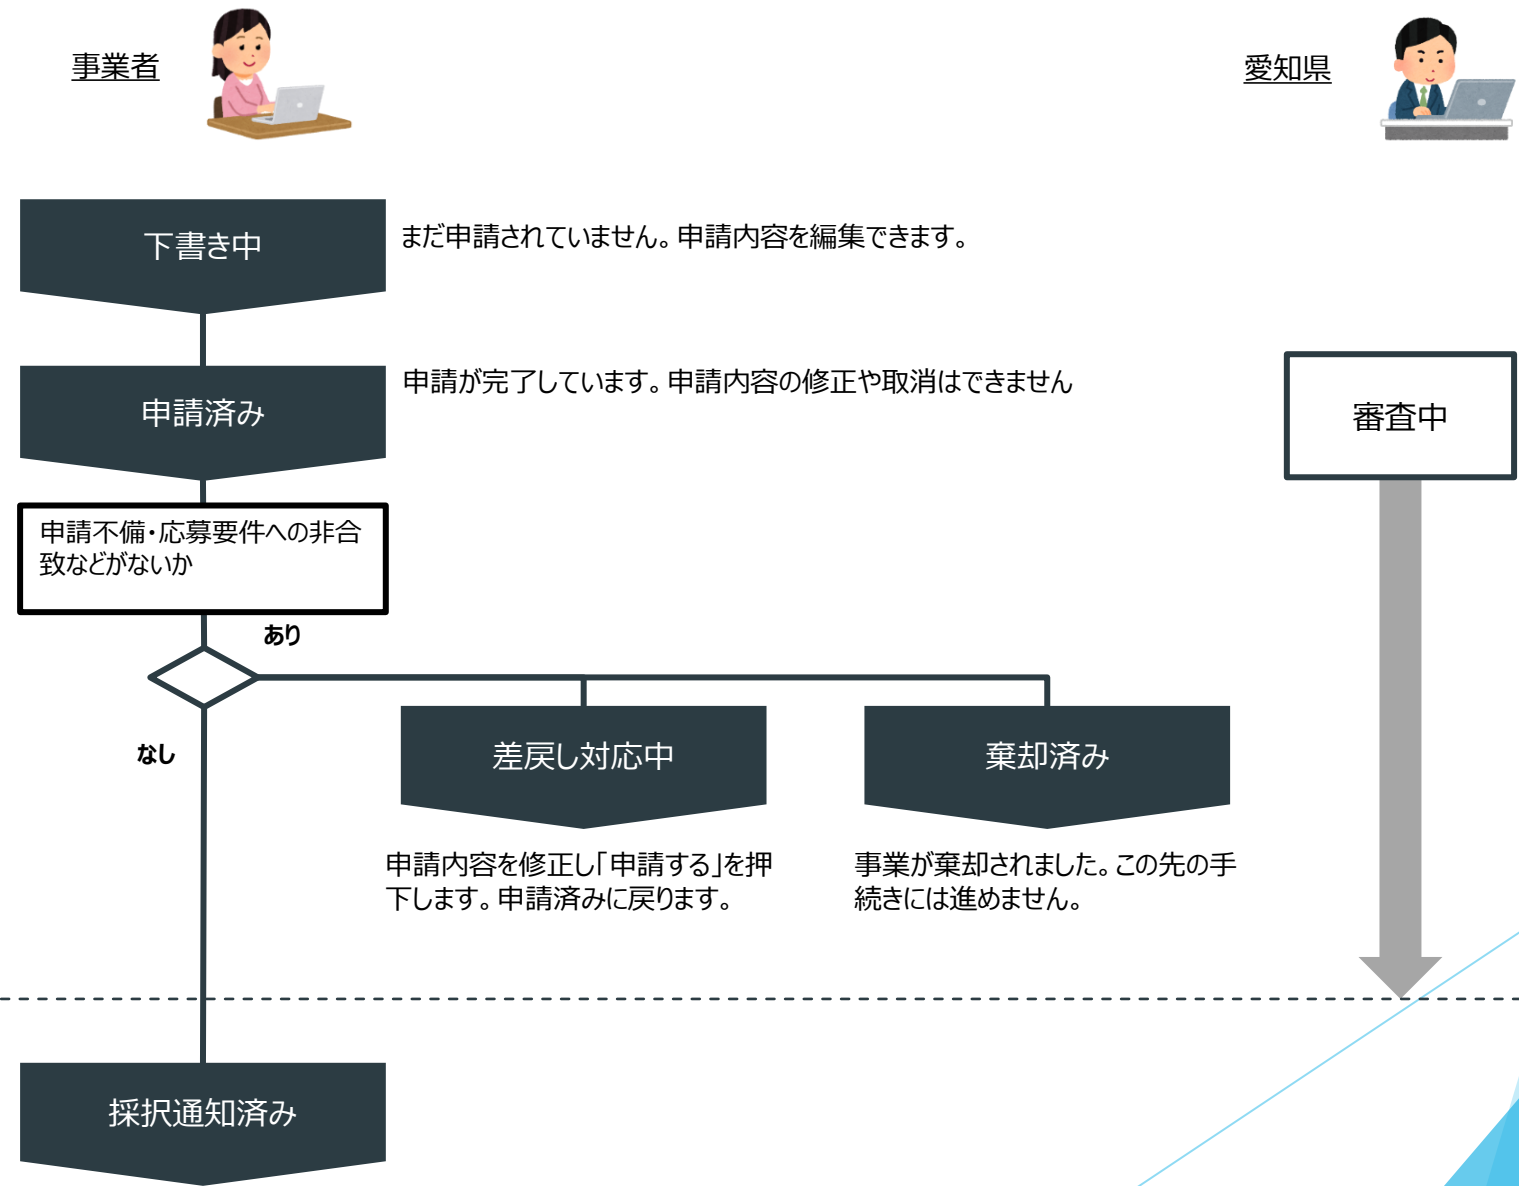 事業者
愛知県
下書き中
まだ申請されていません。申請内容を編集できます。
申請済み
申請が完了しています。申請内容の修正や取消はできません
審査中
申請不備・応募要件への非合
致などがないか
あり
なし
差戻し対応中
棄却済み
申請内容を修正し「申請する」を押
下します。申請済みに戻ります。
事業が棄却されました。この先の手
続きには進めません。
採択通知済み